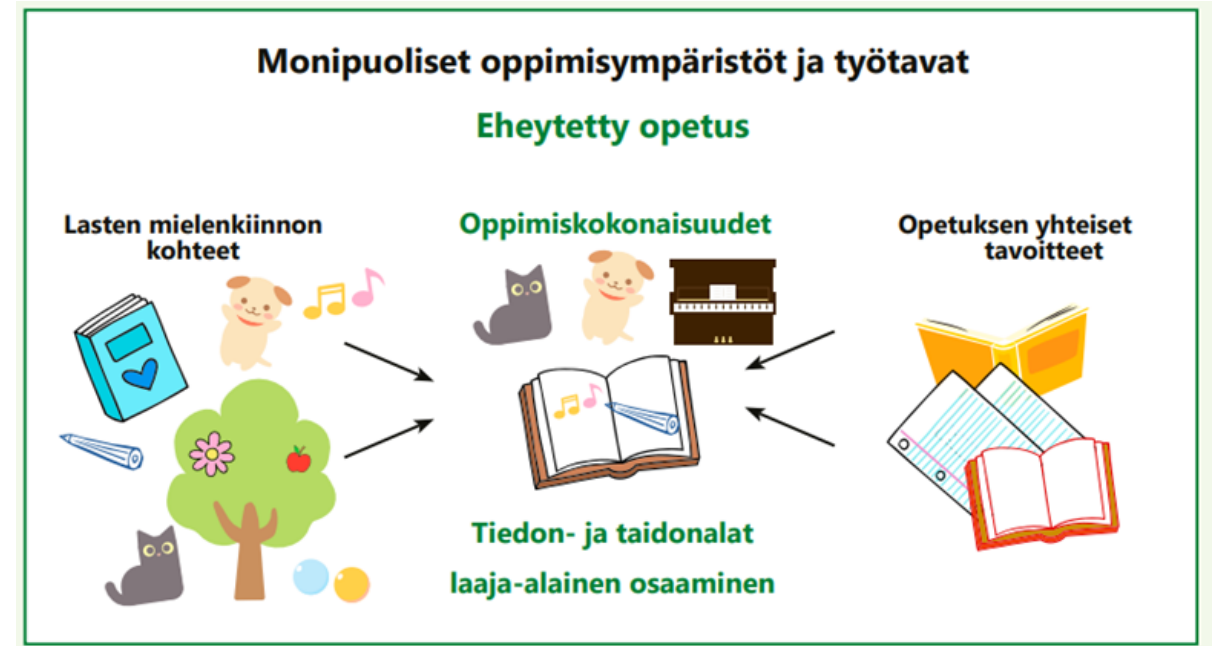 Monipuoliset oppimisympäristöt ja työtavat
Eheytetty opetus
Lasten mielenkiinnon
kohteet
Oppimiskokonaisuudet
Opetuksen yhteiset
tavoitteet
Tiedon- ja taidonalat
laaja-alainen osaaminen